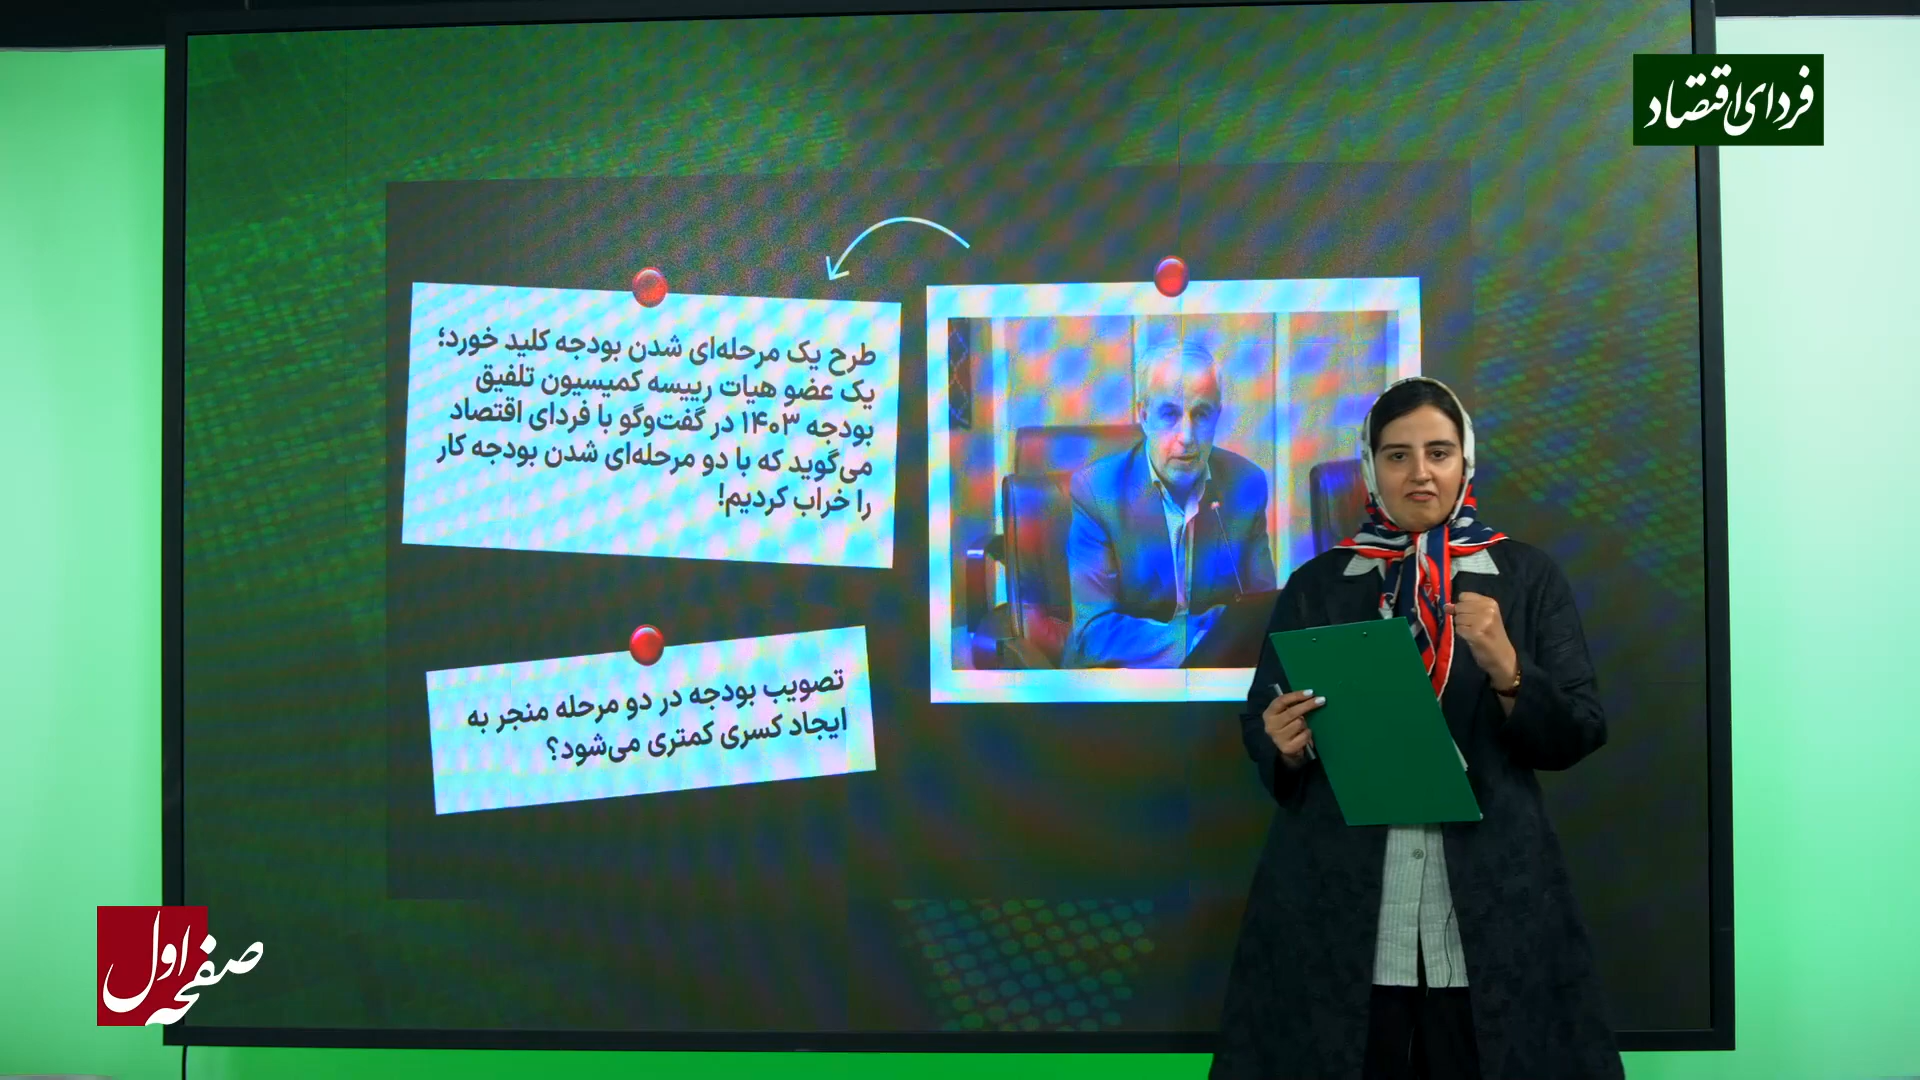 فردای اقتصاد
طرح یک مرحله‌ای شدن بودجه کلید خورد؛
یک عضو هیات رییسه کمیسیون تلفیق
بودجه ۱۴۰۳ در گفت‌وگو با فردای اقتصاد
می‌گوید که با دو مرحله‌ای شدن بودجه کار
را خراب کردیم!
تصویب بودجه در دو مرحله منجر به
ایجاد کسری کمتری می‌شود؟
صفحه اول